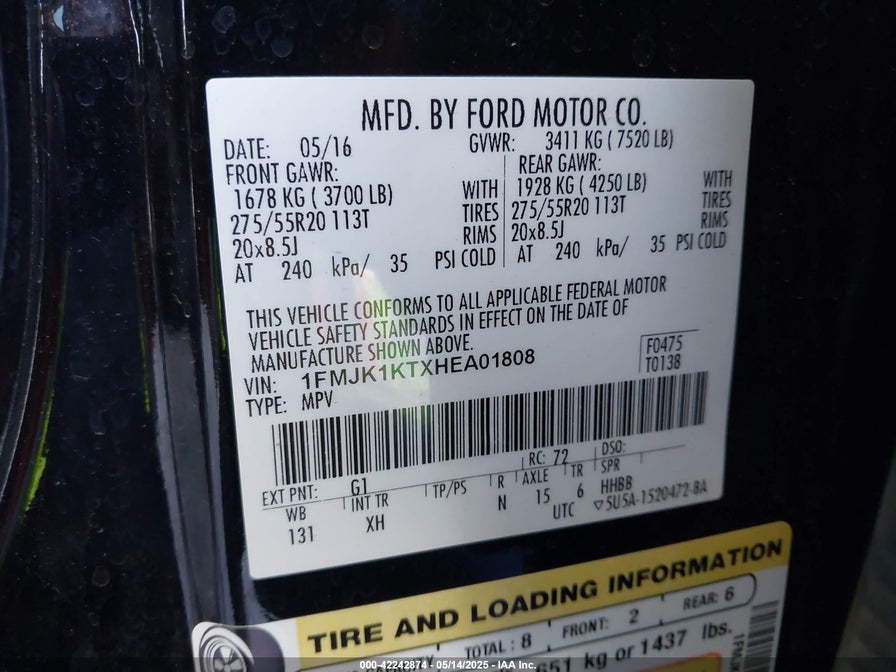 MFD. BY FORD MOTOR CO.
DATE: 05/16 GVWR: 3411 KG ( 7520 LB)
FRONT GAWR: REAR GAWR:
1678 KG ( 3700 LB) WITH 1928 KG ( 4250 LB) WITH
275/55R20 113T TIRES 275/55R20 113T TIRES
20x8.5J RIMS 20x8.5J RIMS
AT 240 kPa/ 35 PSI COLD AT 240 kPa/ 35 PSI COLD
THIS VEHICLE CONFORMS TO ALL APPLICABLE FEDERAL MOTOR
VEHICLE SAFETY STANDARDS IN EFFECT ON THE DATE OF
MANUFACTURE SHOWN ABOVE.
VIN: 1FMJK1KTXHEA01808 F0475
TYPE: MPV T0138
EXT PNT: G1 RC: 72 DSO:
WB INT TR TP/PS R AXLE TR SPR
131 XH N 15 6 HHBB
UTC ▽5U5A-1520472-BA
TIRE AND LOADING INFORMATION
TOTAL : 8 FRONT: 2 REAR: 6
kg or 1437 lbs.
000-42242874 - 05/14/2025 - IAA Inc.